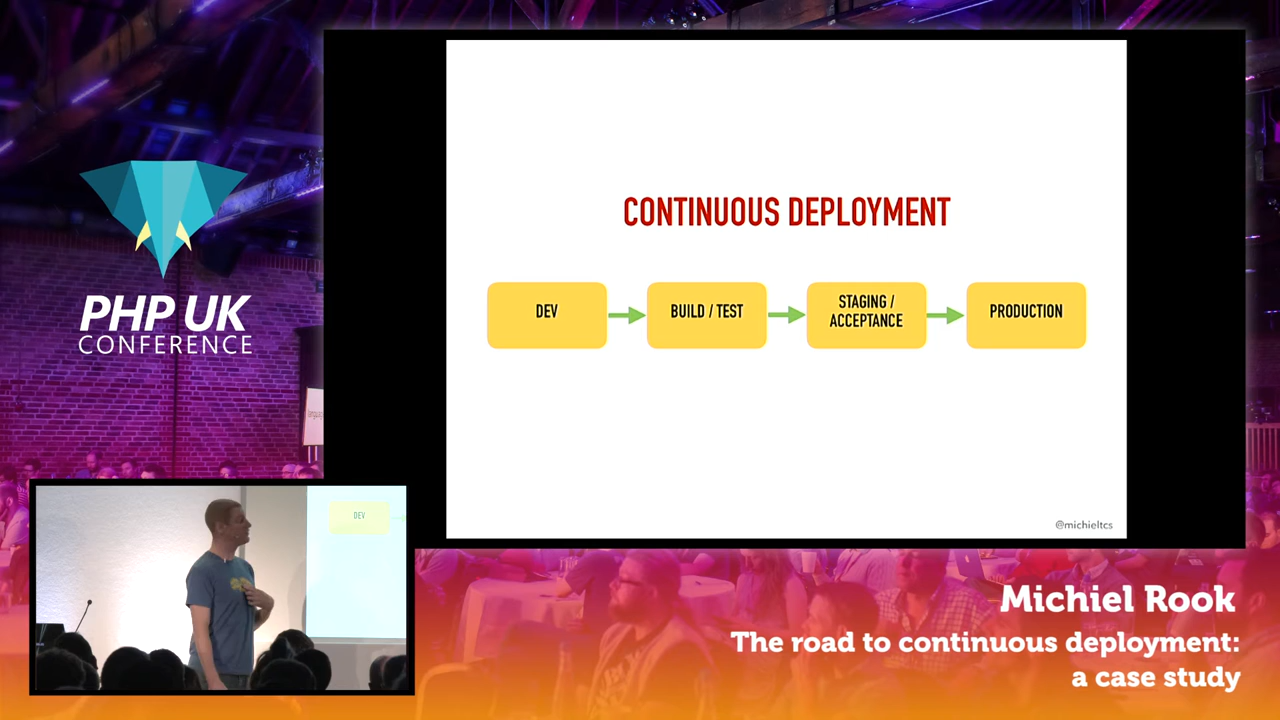 PHP UK
CONFERENCE
CONTINUOUS DEPLOYMENT
DEV
BUILD / TEST
STAGING /
ACCEPTANCE
PRODUCTION
@michieltcs
DEV
Michiel Rook
The road to continuous deployment:
a case study